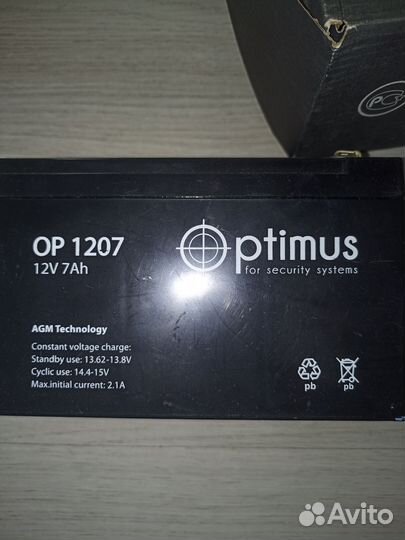 РС
OP 1207
12V 7Ah
Optimus
for security systems
AGM Technology
Constant voltage charge:
Standby use: 13.62-13.8V
Cyclic use: 14.4-15V
Max.initial current: 2.1A
pb
pb
Avito